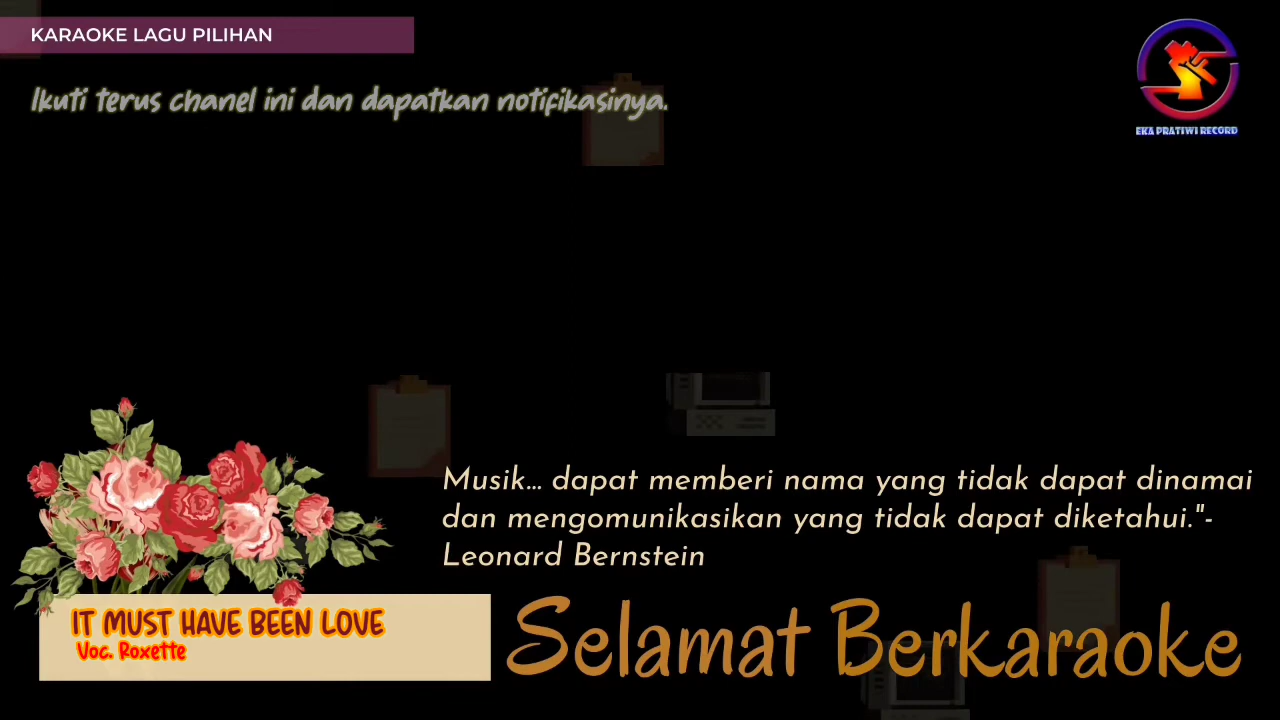 KARAOKE LAGU PILIHAN
Ikuti terus chanel ini dan dapatkan notifikasinya.
EKA PRATIWI RECORD
Musik... dapat memberi nama yang tidak dapat dinamai
dan mengomunikasikan yang tidak dapat diketahui."-
Leonard Bernstein
IT MUST HAVE BEEN LOVE
Voc. Roxette
Selamat Berkaraoke